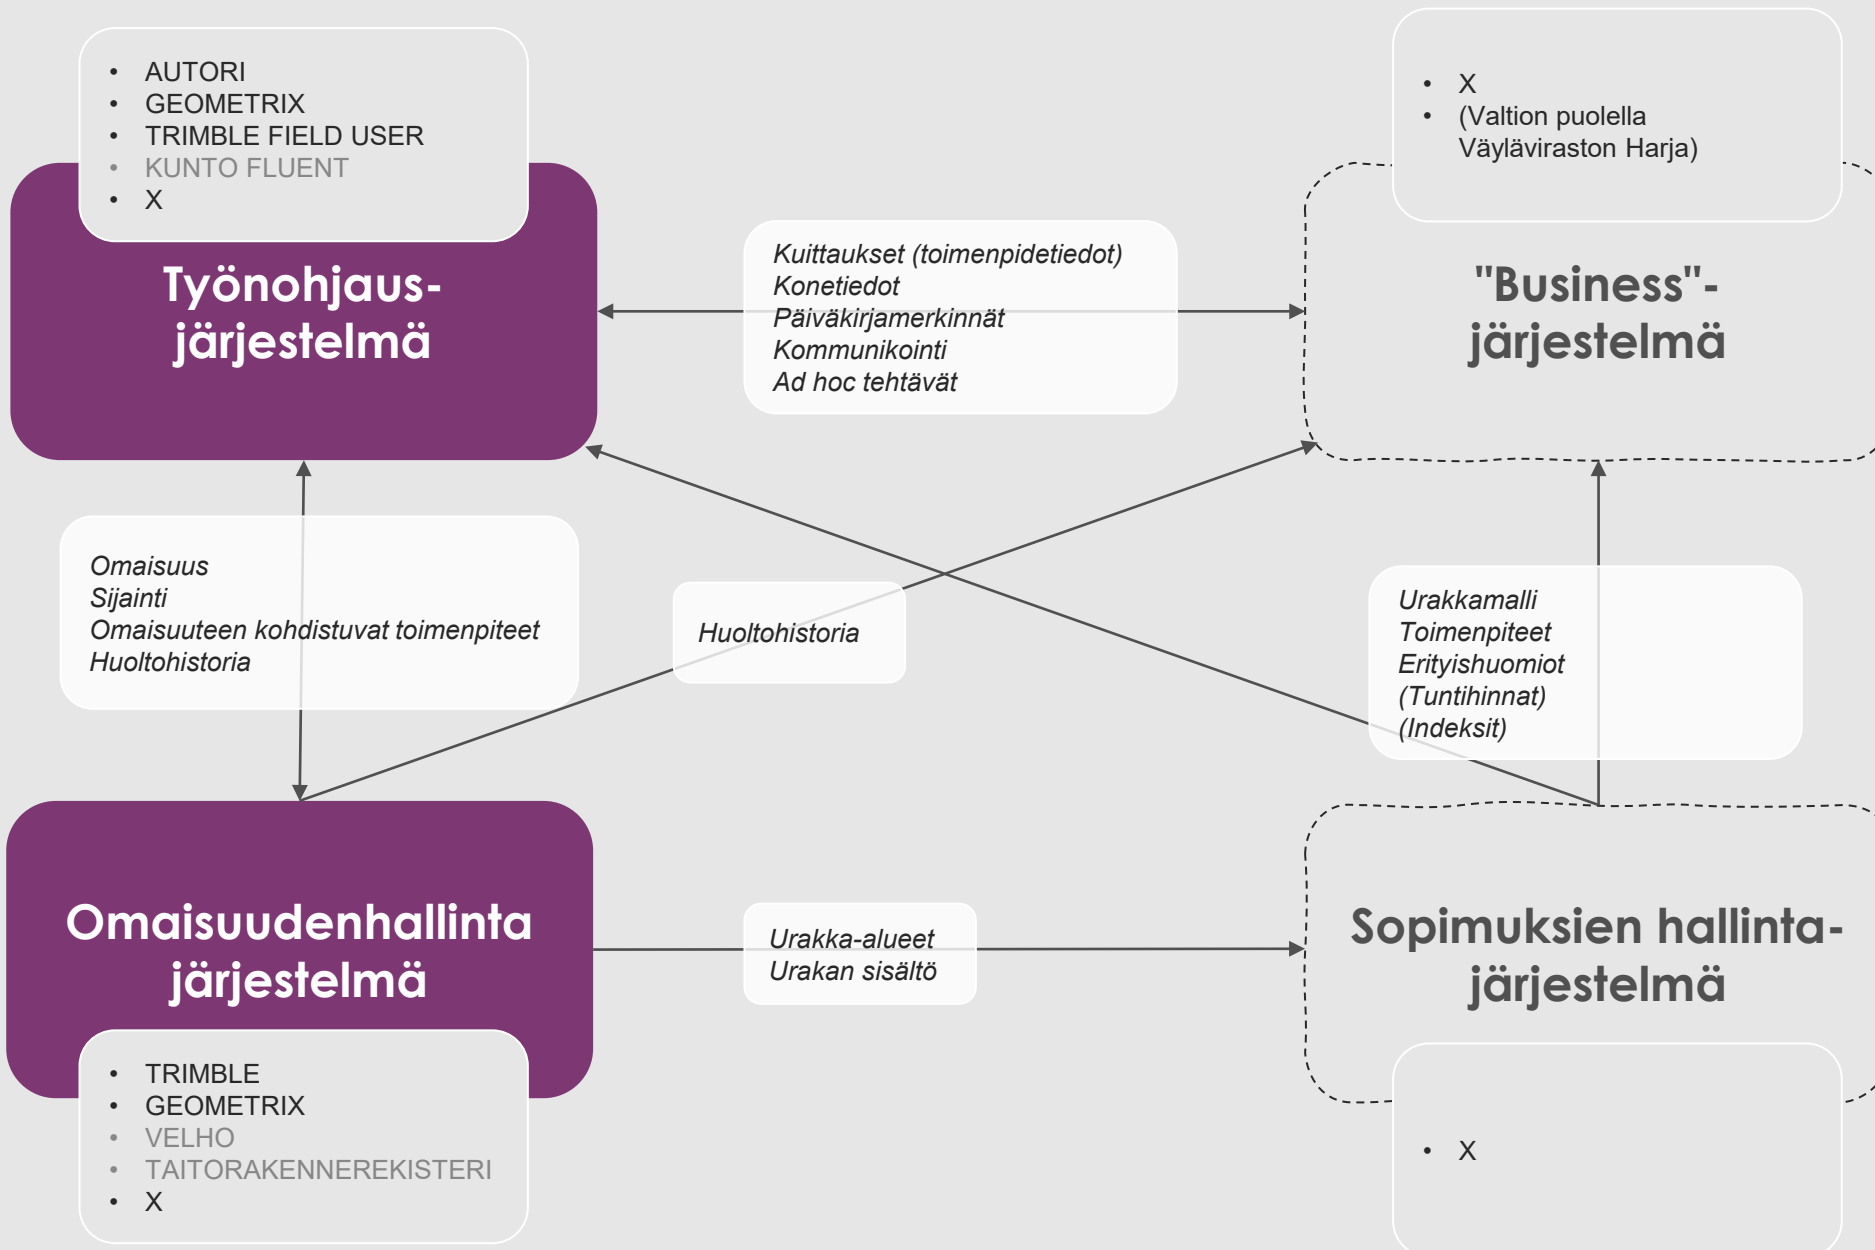 • AUTORI
• GEOMETRIX
• TRIMBLE FIELD USER
• KUNTO FLUENT
• X
Työnohjaus-
järjestelmä
• X
• (Valtion puolella
Väyläviraston Harja)
"Business"-
järjestelmä
Kuittaukset (toimenpidetiedot)
Konetiedot
Päiväkirjamerkinnät
Kommunikointi
Ad hoc tehtävät
Omaisuus
Sijainti
Omaisuuteen kohdistuvat toimenpiteet
Huoltohistoria
Huoltohistoria
Urakkamalli
Toimenpiteet
Erityishuomiot
(Tuntihinnat)
(Indeksit)
Omaisuudenhallinta
järjestelmä
• TRIMBLE
• GEOMETRIX
• VELHO
• TAITORAKENNEREKISTERI
• X
Urakka-alueet
Urakan sisältö
Sopimuksien hallinta-
järjestelmä
• X